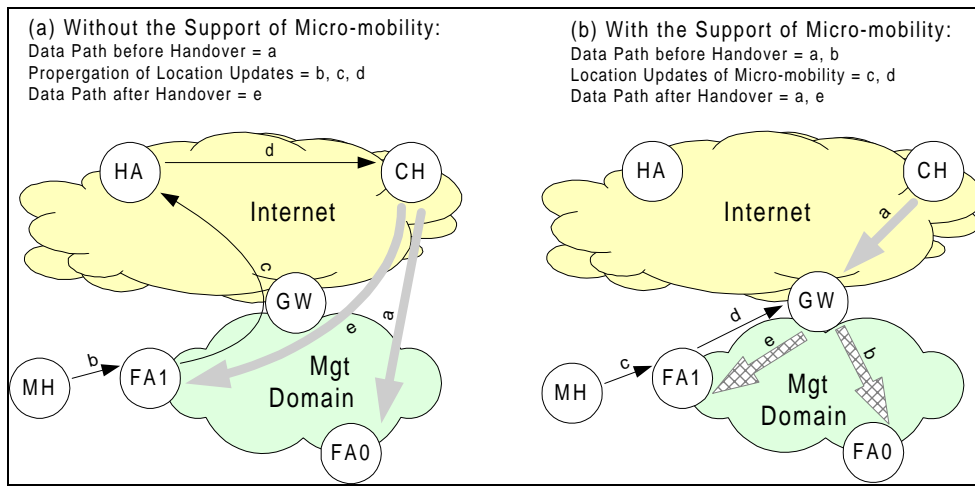 (a) Without the Support of Micro-mobility:
Data Path before Handover = a
Propergation of Location Updates = b, c, d
Data Path after Handover = e
HA
d
CH
Internet
c
GW
e
a
b
MH
FA1
Mgt
Domain
FA0
(b) With the Support of Micro-mobility:
Data Path before Handover = a, b
Location Updates of Micro-mobility = c, d
Data Path after Handover = a, e
HA
CH
a
Internet
GW
d
e
b
c
MH
FA1
Mgt
Domain
FA0